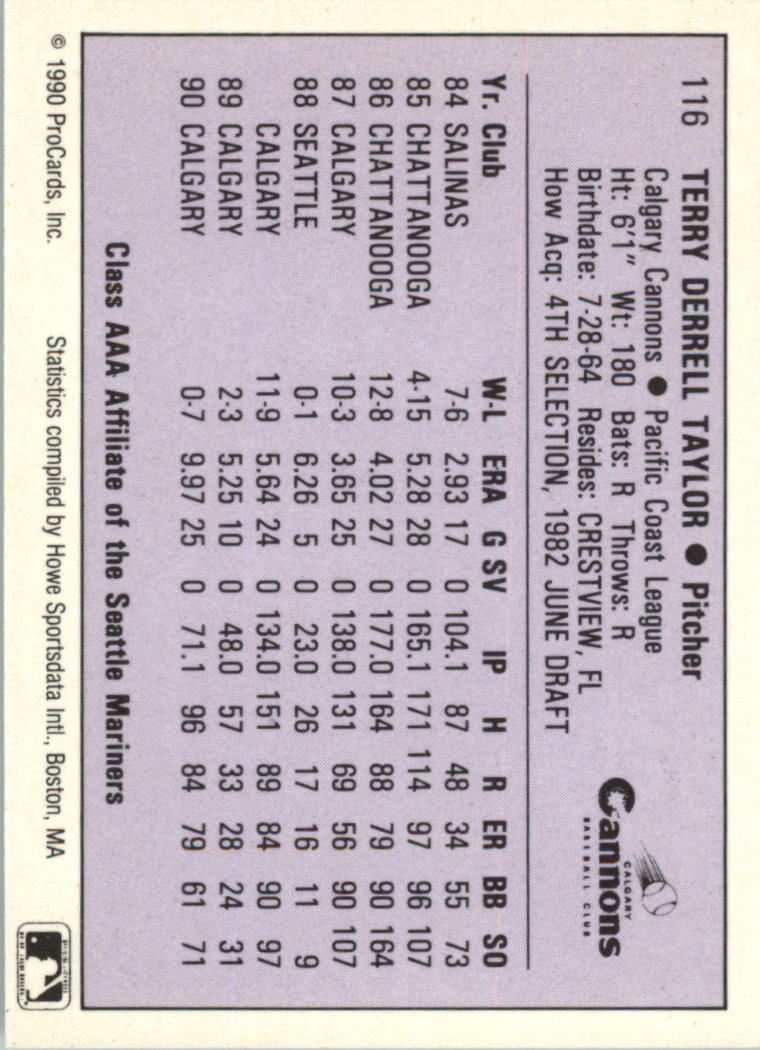 116 TERRY DERRELL TAYLOR ● Pitcher
Calgary Cannons ● Pacific Coast League
Ht: 6'1" Wt: 180 Bats: R Throws: R
Birthdate: 7-28-64 Resides: CRESTVIEW, FL
How Acq: 4TH SELECTION, 1982 JUNE DRAFT
CALGARY
Cannons
BASEBALL CLUB
Yr. Club W-L ERA G SV IP H R ER BB SO
84 SALINAS 7-6 2.93 17 0 104.1 87 48 34 55 73
85 CHATTANOOGA 4-15 5.28 28 0 165.1 171 114 97 96 107
86 CHATTANOOGA 12-8 4.02 27 0 177.0 164 88 79 90 164
87 CALGARY 10-3 3.65 25 0 138.0 131 69 56 90 107
88 SEATTLE 0-1 6.26 5 0 23.0 26 17 16 11 9
CALGARY 11-9 5.64 24 0 134.0 151 89 84 90 97
89 CALGARY 2-3 5.25 10 0 48.0 57 33 28 24 31
90 CALGARY 0-7 9.97 25 0 71.1 96 84 79 61 71
Class AAA Affiliate of the Seattle Mariners
© 1990 ProCards, Inc. Statistics compiled by Howe Sportsdata Intl., Boston, MA